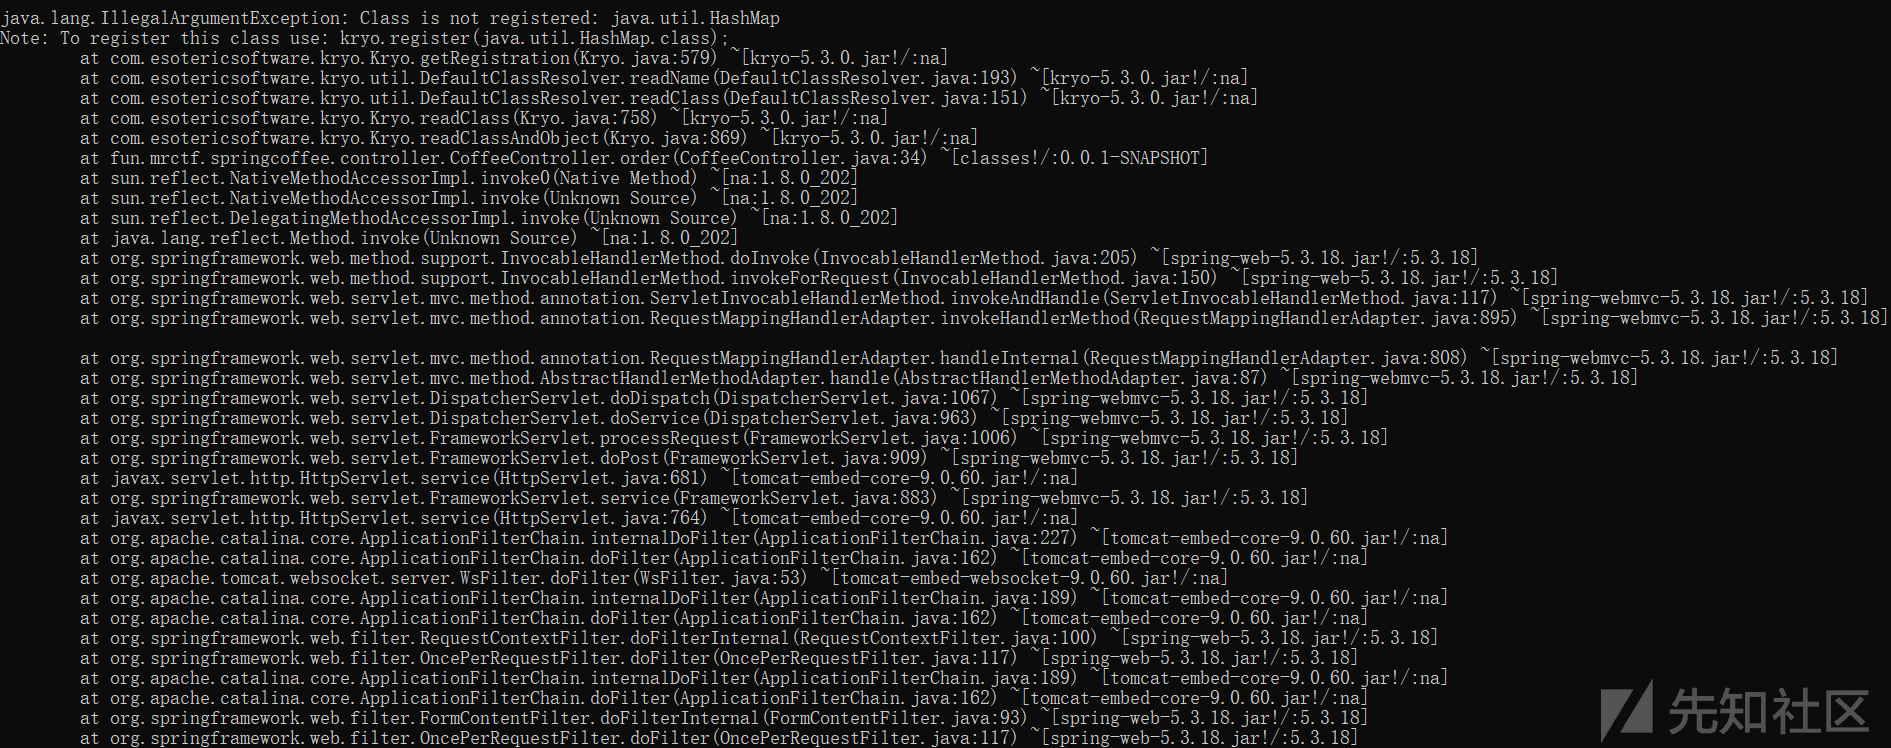 java.lang.IllegalArgumentException: Class is not registered: java.util.HashMap
Note: To register this class use: kryo.register(java.util.HashMap.class);
at com.esotericsoftware.kryo.Kryo.getRegistration(Kryo.java:579) ~[kryo-5.3.0.jar!/:na]
at com.esotericsoftware.kryo.util.DefaultClassResolver.readName(DefaultClassResolver.java:193) ~[kryo-5.3.0.jar!/:na]
at com.esotericsoftware.kryo.util.DefaultClassResolver.readClass(DefaultClassResolver.java:151) ~[kryo-5.3.0.jar!/:na]
at com.esotericsoftware.kryo.Kryo.readClass(Kryo.java:758) ~[kryo-5.3.0.jar!/:na]
at com.esotericsoftware.kryo.Kryo.readClassAndObject(Kryo.java:869) ~[kryo-5.3.0.jar!/:na]
at fun.mrctf.springcoffee.controller.CoffeeController.order(CoffeeController.java:34) ~[classes!/:0.0.1-SNAPSHOT]
at sun.reflect.NativeMethodAccessorImpl.invoke0(Native Method) ~[na:1.8.0_202]
at sun.reflect.NativeMethodAccessorImpl.invoke(Unknown Source) ~[na:1.8.0_202]
at sun.reflect.DelegatingMethodAccessorImpl.invoke(Unknown Source) ~[na:1.8.0_202]
at java.lang.reflect.Method.invoke(Unknown Source) ~[na:1.8.0_202]
at org.springframework.web.method.support.InvocableHandlerMethod.doInvoke(InvocableHandlerMethod.java:205) ~[spring-web-5.3.18.jar!/:5.3.18]
at org.springframework.web.method.support.InvocableHandlerMethod.invokeForRequest(InvocableHandlerMethod.java:150) ~[spring-web-5.3.18.jar!/:5.3.18]
at org.springframework.web.servlet.mvc.method.annotation.ServletInvocableHandlerMethod.invokeAndHandle(ServletInvocableHandlerMethod.java:117) ~[spring-webmvc-5.3.18.jar!/:5.3.18]
at org.springframework.web.servlet.mvc.method.annotation.RequestMappingHandlerAdapter.invokeHandlerMethod(RequestMappingHandlerAdapter.java:895) ~[spring-webmvc-5.3.18.jar!/:5.3.18]
at org.springframework.web.servlet.mvc.method.annotation.RequestMappingHandlerAdapter.handleInternal(RequestMappingHandlerAdapter.java:808) ~[spring-webmvc-5.3.18.jar!/:5.3.18]
at org.springframework.web.servlet.mvc.method.AbstractHandlerMethodAdapter.handle(AbstractHandlerMethodAdapter.java:87) ~[spring-webmvc-5.3.18.jar!/:5.3.18]
at org.springframework.web.servlet.DispatcherServlet.doDispatch(DispatcherServlet.java:1067) ~[spring-webmvc-5.3.18.jar!/:5.3.18]
at org.springframework.web.servlet.DispatcherServlet.doService(DispatcherServlet.java:963) ~[spring-webmvc-5.3.18.jar!/:5.3.18]
at org.springframework.web.servlet.FrameworkServlet.processRequest(FrameworkServlet.java:1006) ~[spring-webmvc-5.3.18.jar!/:5.3.18]
at org.springframework.web.servlet.FrameworkServlet.doPost(FrameworkServlet.java:909) ~[spring-webmvc-5.3.18.jar!/:5.3.18]
at javax.servlet.http.HttpServlet.service(HttpServlet.java:681) ~[tomcat-embed-core-9.0.60.jar!/:na]
at org.springframework.web.servlet.FrameworkServlet.service(FrameworkServlet.java:883) ~[spring-webmvc-5.3.18.jar!/:5.3.18]
at javax.servlet.http.HttpServlet.service(HttpServlet.java:764) ~[tomcat-embed-core-9.0.60.jar!/:na]
at org.apache.catalina.core.ApplicationFilterChain.internalDoFilter(ApplicationFilterChain.java:227) ~[tomcat-embed-core-9.0.60.jar!/:na]
at org.apache.catalina.core.ApplicationFilterChain.doFilter(ApplicationFilterChain.java:162) ~[tomcat-embed-core-9.0.60.jar!/:na]
at org.apache.tomcat.websocket.server.WsFilter.doFilter(WsFilter.java:53) ~[tomcat-embed-websocket-9.0.60.jar!/:na]
at org.apache.catalina.core.ApplicationFilterChain.internalDoFilter(ApplicationFilterChain.java:189) ~[tomcat-embed-core-9.0.60.jar!/:na]
at org.apache.catalina.core.ApplicationFilterChain.doFilter(ApplicationFilterChain.java:162) ~[tomcat-embed-core-9.0.60.jar!/:na]
at org.springframework.web.filter.RequestContextFilter.doFilterInternal(RequestContextFilter.java:100) ~[spring-web-5.3.18.jar!/:5.3.18]
at org.springframework.web.filter.OncePerRequestFilter.doFilter(OncePerRequestFilter.java:117) ~[spring-web-5.3.18.jar!/:5.3.18]
at org.apache.catalina.core.ApplicationFilterChain.internalDoFilter(ApplicationFilterChain.java:189) ~[tomcat-embed-core-9.0.60.jar!/:na]
at org.apache.catalina.core.ApplicationFilterChain.doFilter(ApplicationFilterChain.java:162) ~[tomcat-embed-core-9.0.60.jar!/:na]
at org.springframework.web.filter.FormContentFilter.doFilterInternal(FormContentFilter.java:93) ~[spring-web-5.3.18.jar!/:5.3.18]
at org.springframework.web.filter.OncePerRequestFilter.doFilter(OncePerRequestFilter.java:117) ~[spring-web-5.3.18.jar!/:5.3.18]
先知社区